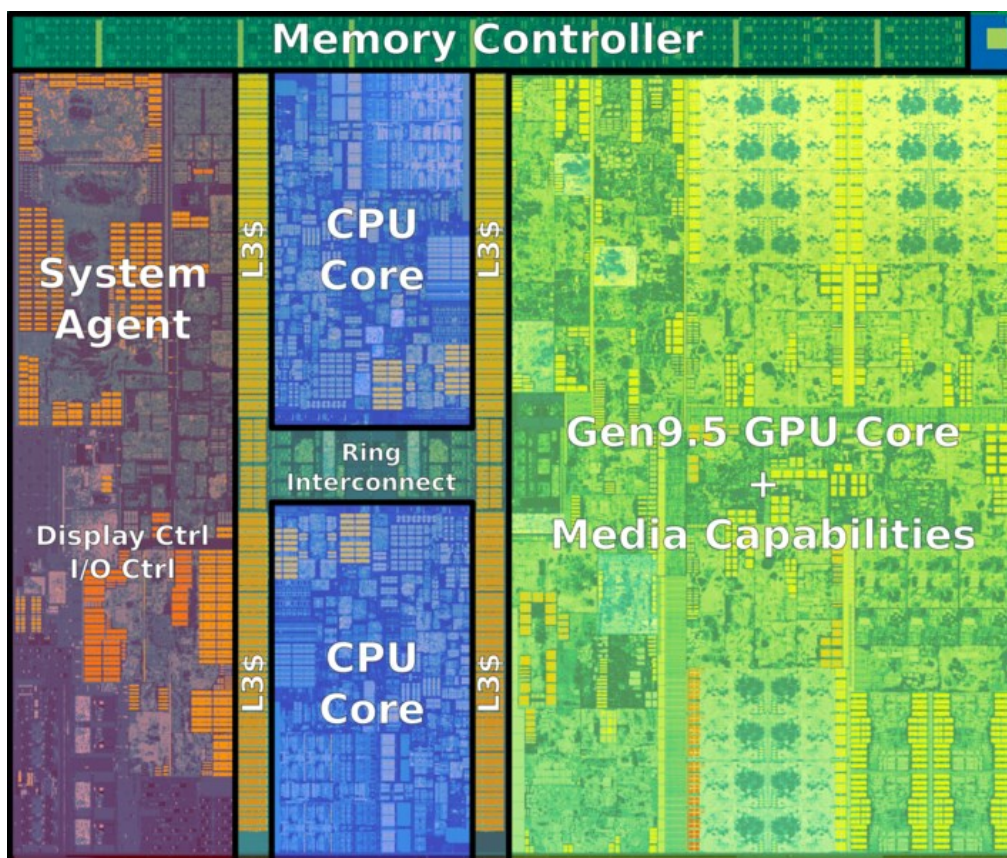 Memory Controller
System
Agent
Display Ctrl
I/O Ctrl
L3$
L3$
CPU
Core
Ring
Interconnect
CPU
Core
L3$
L3$
Gen9.5 GPU Core
+
Media Capabilities